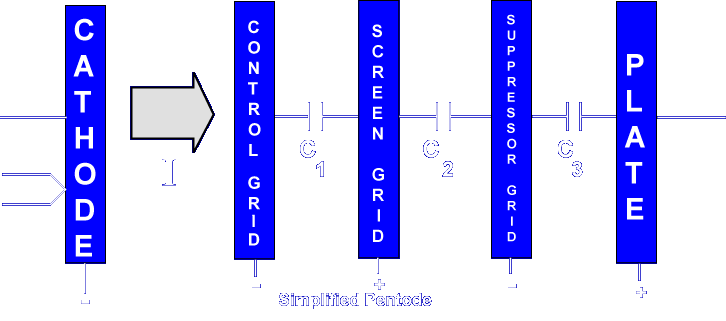 CATHODE
I
CONTROL GRID
C1
SCREEN GRID
C2
SUPPRESSOR GRID
C3
PLATE
-
-
+
-
+
Simplified Pentode